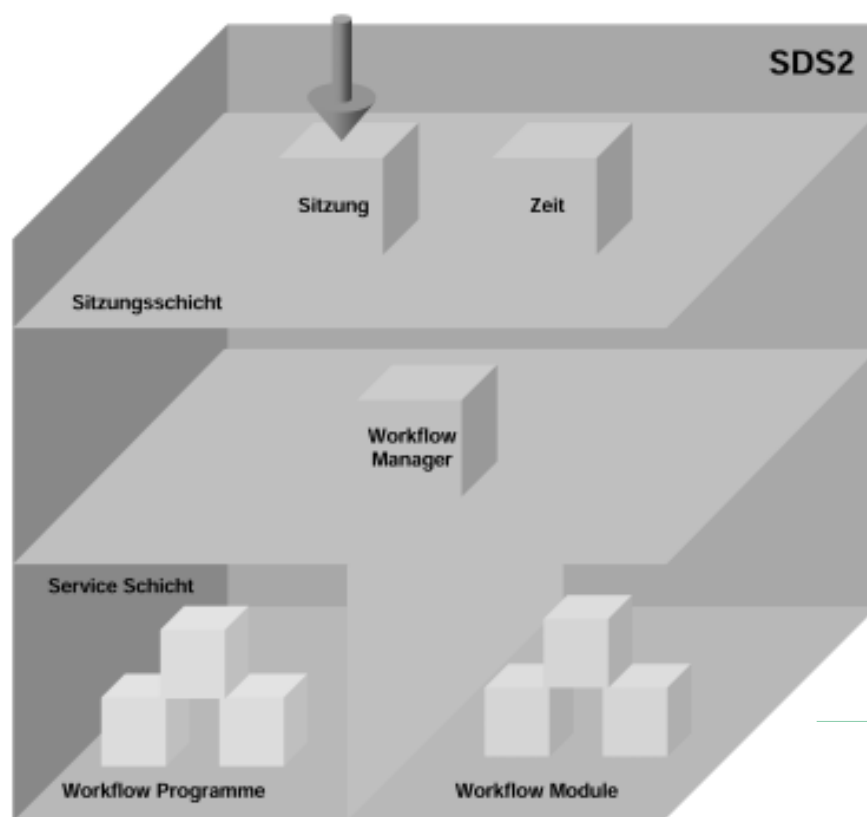 SDS2
Sitzung
Zeit
Sitzungsschicht
Workflow
Manager
Service Schicht
Workflow Programme
Workflow Module